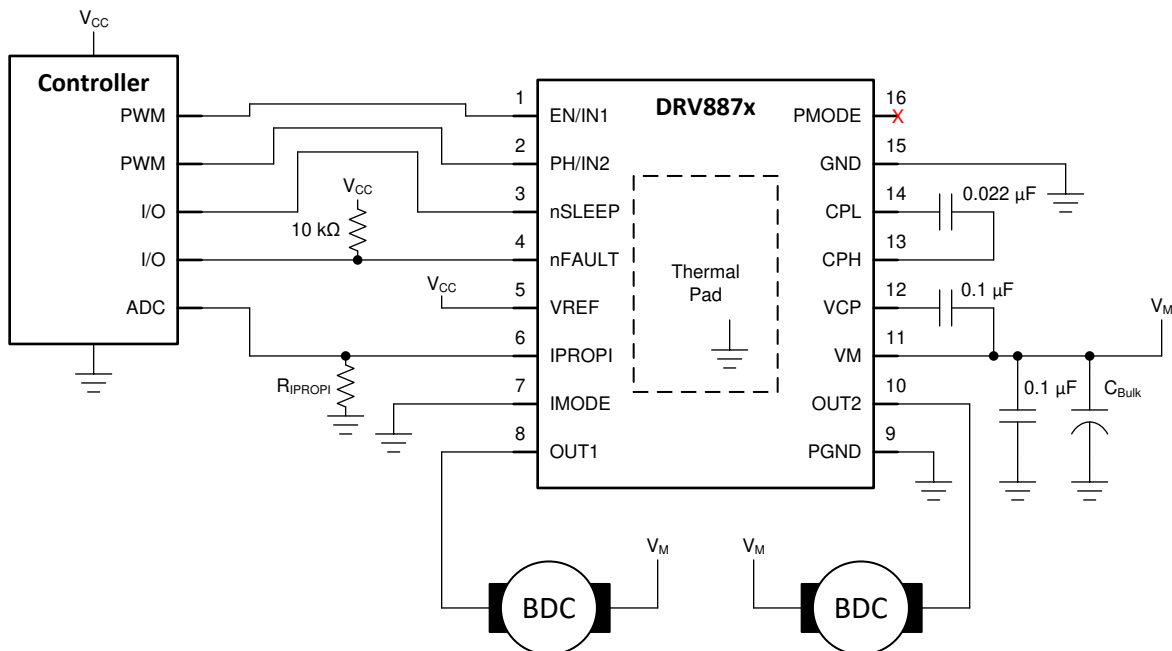 VCC
Controller
PWM
PWM
I/O
I/O
ADC
VCC
10 kΩ
VCC
RIPROPI
DRV887x
1
EN/IN1
2
PH/IN2
3
nSLEEP
4
nFAULT
5
VREF
6
IPROPI
7
IMODE
8
OUT1
Thermal
Pad
16
PMODE
X
15
GND
14
CPL
0.022 µF
13
CPH
12
VCP
0.1 µF
11
VM
VM
10
OUT2
9
PGND
0.1 µF
CBulk
VM
BDC
VM
BDC